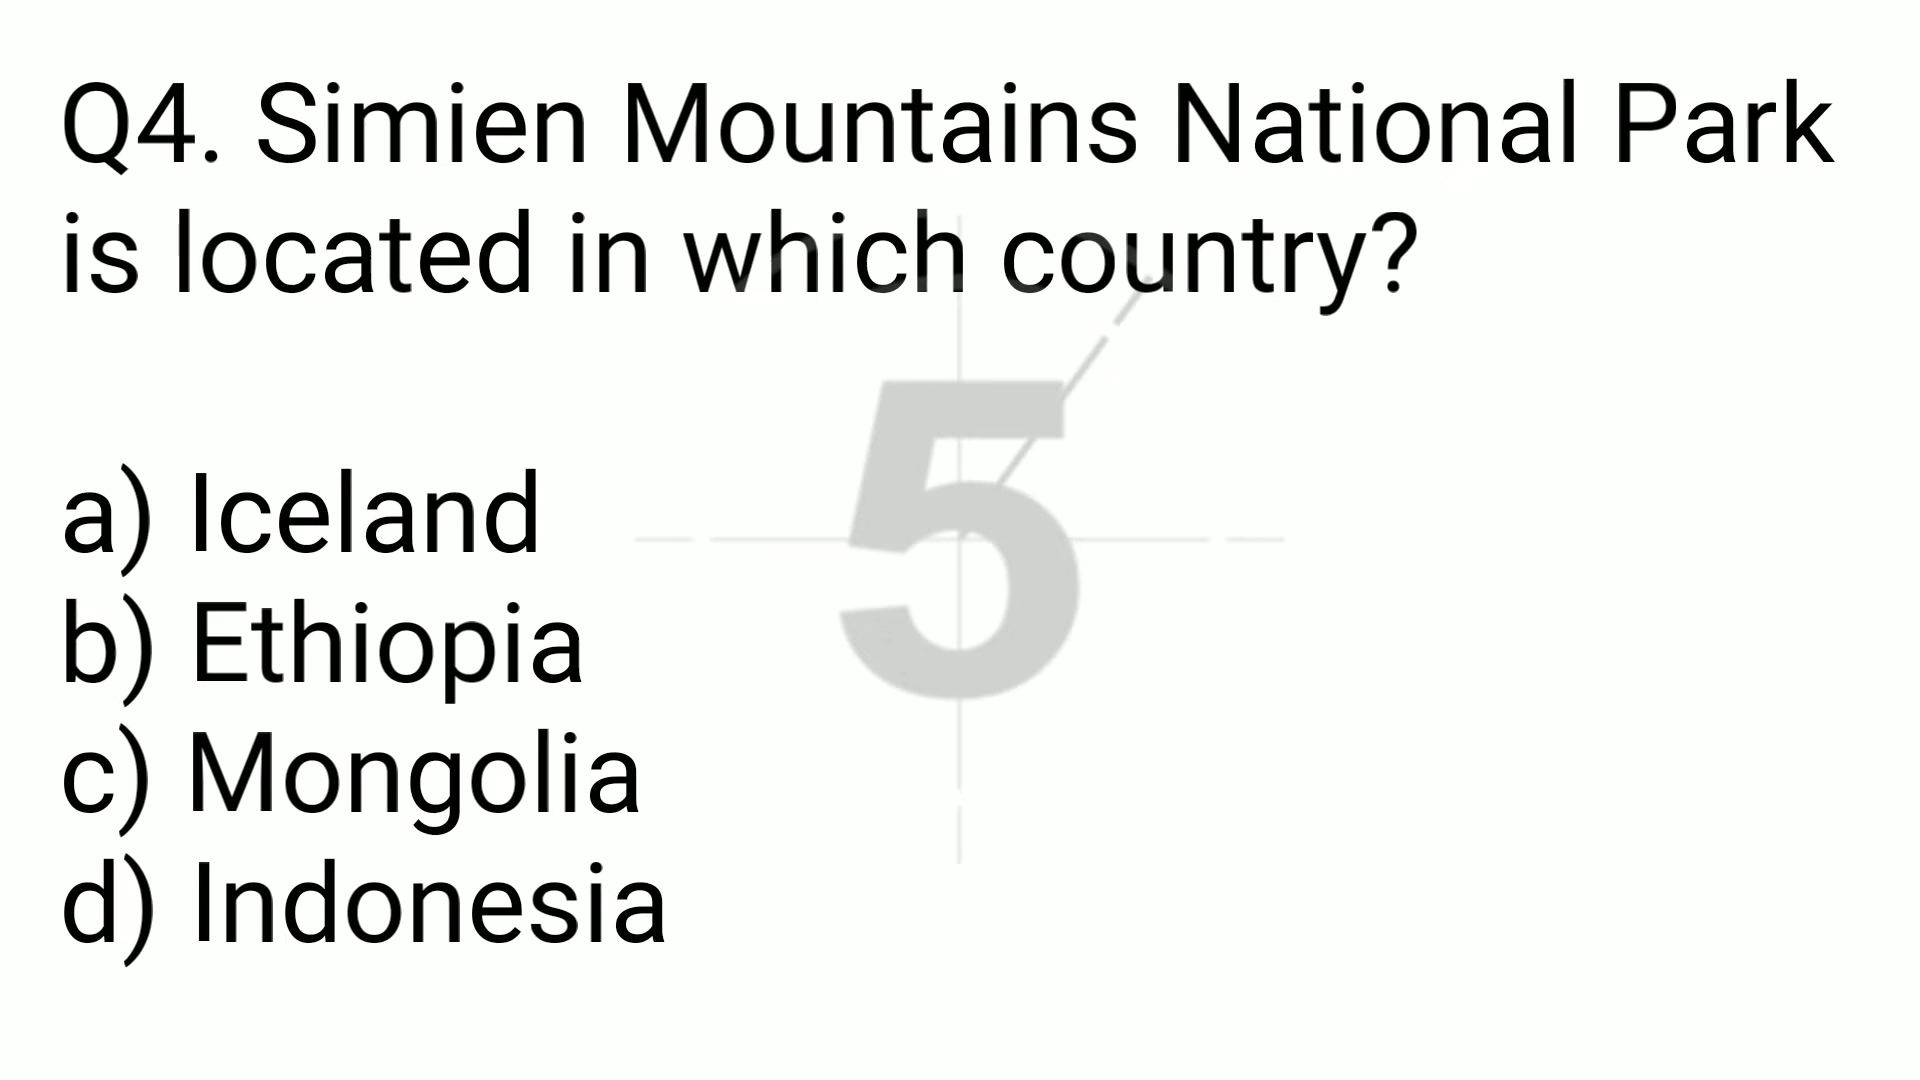 Q4. Simien Mountains National Park
is located in which country?
5
a) Iceland
b) Ethiopia
c) Mongolia
d) Indonesia